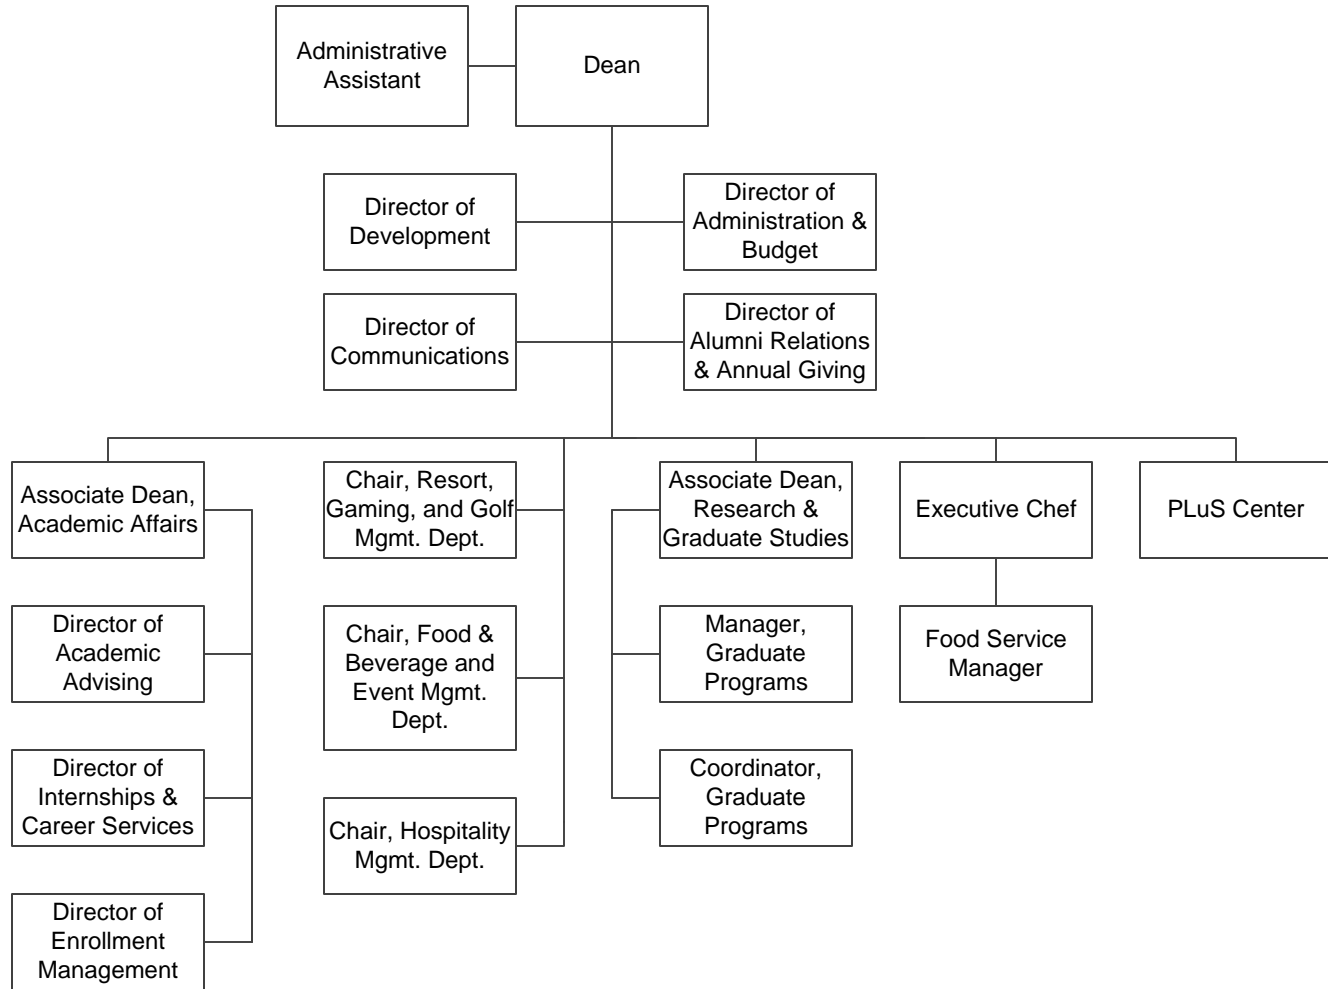 Administrative
Assistant
Dean
Director of
Development
Director of
Administration &
Budget
Director of
Communications
Director of
Alumni Relations
& Annual Giving
Associate Dean,
Academic Affairs
Chair, Resort,
Gaming, and Golf
Mgmt. Dept.
Associate Dean,
Research &
Graduate Studies
Executive Chef
PLuS Center
Director of
Academic
Advising
Chair, Food &
Beverage and
Event Mgmt.
Dept.
Manager,
Graduate
Programs
Food Service
Manager
Director of
Internships &
Career Services
Chair, Hospitality
Mgmt. Dept.
Coordinator,
Graduate
Programs
Director of
Enrollment
Management